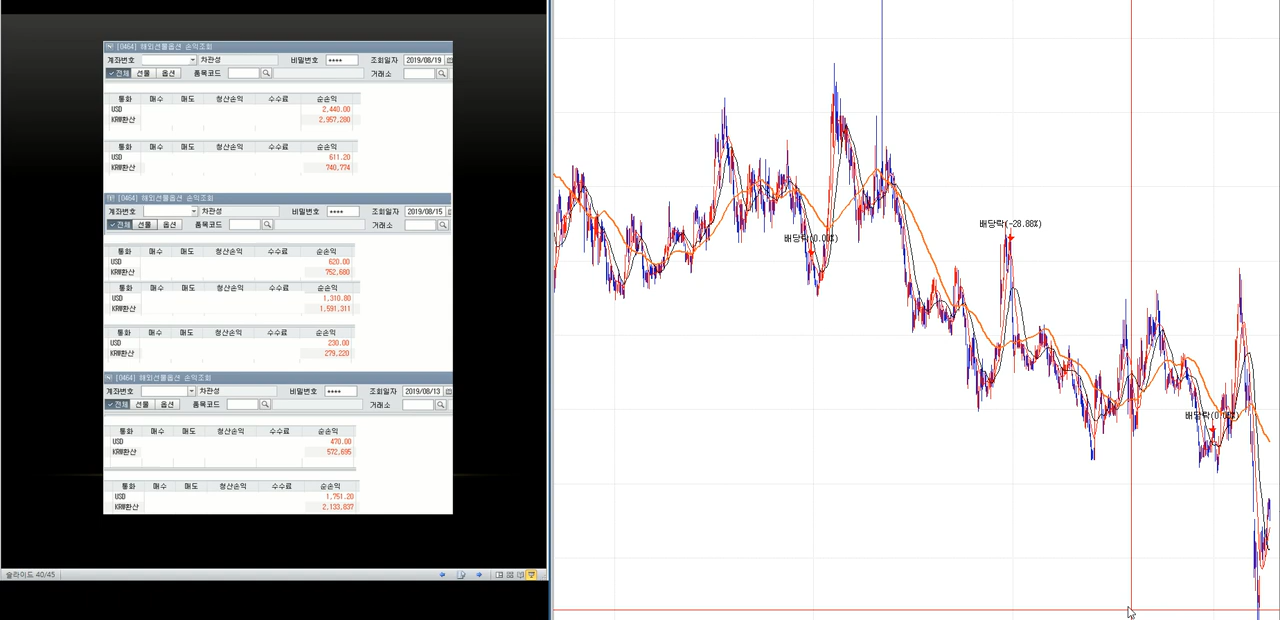 [0464] 해외선물옵션 손익조회
계좌번호 차관성 비밀번호 **** 조회일자 2019/08/19
✓전체 선물 옵션 품목코드 거래소
통화 매수 매도 청산손익 수수료 순손익
USD 2,440.00
KRW환산 2,957,280
통화 매수 매도 청산손익 수수료 순손익
USD 611.20
KRW환산 740,774
해외선물옵션 손익조회
계좌번호 차관성 비밀번호 **** 조회일자 2019/08/15
✓전체 선물 옵션 품목코드 거래소
통화 매수 매도 청산손익 수수료 순손익
USD 620.00
KRW환산 752,680
통화 매수 매도 청산손익 수수료 순손익
USD 1,310.80
KRW환산 1,591,311
통화 매수 매도 청산손익 수수료 순손익
USD 230.00
KRW환산 279,220
[0464] 해외선물옵션 손익조회
계좌번호 차관성 비밀번호 **** 조회일자 2019/08/13
✓전체 선물 옵션 품목코드 거래소
통화 매수 매도 청산손익 수수료 순손익
USD 470.00
KRW환산 572,695
통화 매수 매도 청산손익 수수료 순손익
USD 1,751.20
KRW환산 2,133,837
슬라이드 40/45
배당락(0.00%)
배당락(-28.88%)
배당락(0.00%)